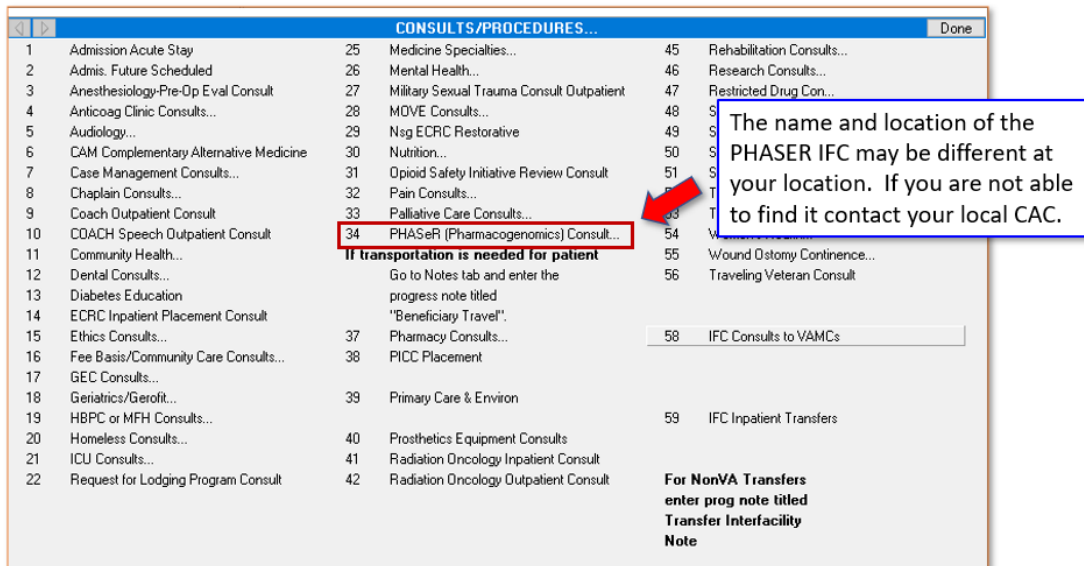 CONSULTS/PROCEDURES...
Done
1 Admission Acute Stay
2 Admis. Future Scheduled
3 Anesthesiology-Pre-Op Eval Consult
4 Anticoag Clinic Consults...
5 Audiology...
6 CAM Complementary Alternative Medicine
7 Case Management Consults...
8 Chaplain Consults...
9 Coach Outpatient Consult
10 COACH Speech Outpatient Consult
11 Community Health...
12 Dental Consults...
13 Diabetes Education
14 ECRC Inpatient Placement Consult
15 Ethics Consults...
16 Fee Basis/Community Care Consults...
17 GEC Consults...
18 Geriatrics/Gerofit...
19 HBPC or MFH Consults...
20 Homeless Consults...
21 ICU Consults...
22 Request for Lodging Program Consult
25 Medicine Specialties...
26 Mental Health...
27 Military Sexual Trauma Consult Outpatient
28 MOVE Consults...
29 Nsg ECRC Restorative
30 Nutrition...
31 Opioid Safety Initiative Review Consult
32 Pain Consults...
33 Palliative Care Consults...
34 PHASeR (Pharmacogenomics) Consult...
If transportation is needed for patient
Go to Notes tab and enter the
progress note titled
"Beneficiary Travel".
37 Pharmacy Consults...
38 PICC Placement
39 Primary Care & Environ
40 Prosthetics Equipment Consults
41 Radiation Oncology Inpatient Consult
42 Radiation Oncology Outpatient Consult
45 Rehabilitation Consults...
46 Research Consults...
47 Restricted Drug Con...
48 S
49 S
50 S
51 S
T
53 T
54
55 Wound Ostomy Continence...
56 Traveling Veteran Consult
58 IFC Consults to VAMCs
59 IFC Inpatient Transfers
For NonVA Transfers
enter prog note titled
Transfer Interfacility
Note
The name and location of the
PHASER IFC may be different at
your location. If you are not able
to find it contact your local CAC.